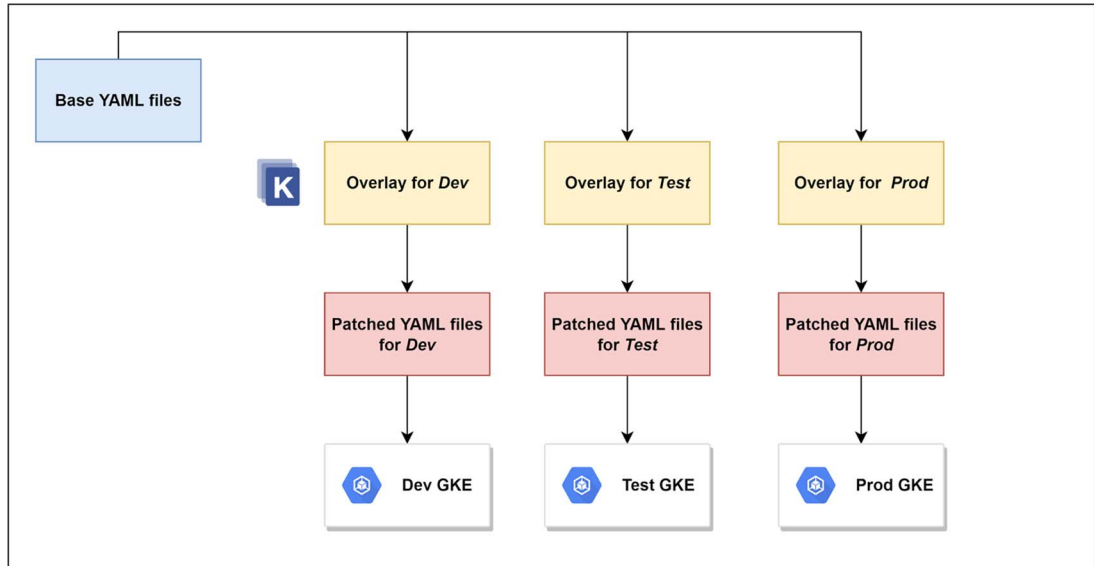 Base YAML files
K
Overlay for Dev
Overlay for Test
Overlay for Prod
Patched YAML files
for Dev
Patched YAML files
for Test
Patched YAML files
for Prod
Dev GKE
Test GKE
Prod GKE